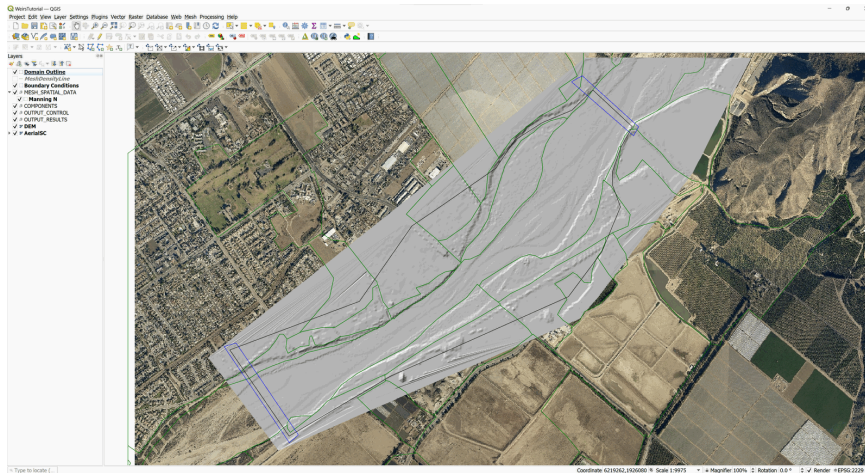 WeirsTutorial — QGIS
Project Edit View Layer Settings Plugins Vector Raster Database Web Mesh Processing Help
Layers
Domain Outline
MeshDensityLine
Boundary Conditions
MESH_SPATIAL_DATA
Manning N
COMPONENTS
OUTPUT_CONTROL
OUTPUT_RESULTS
DEM
AerialSC
Type to locate (...) Coordinate 6219262,1926080 Scale 1:9975 Magnifier 100% Rotation 0.0 ° Render EPSG:2229